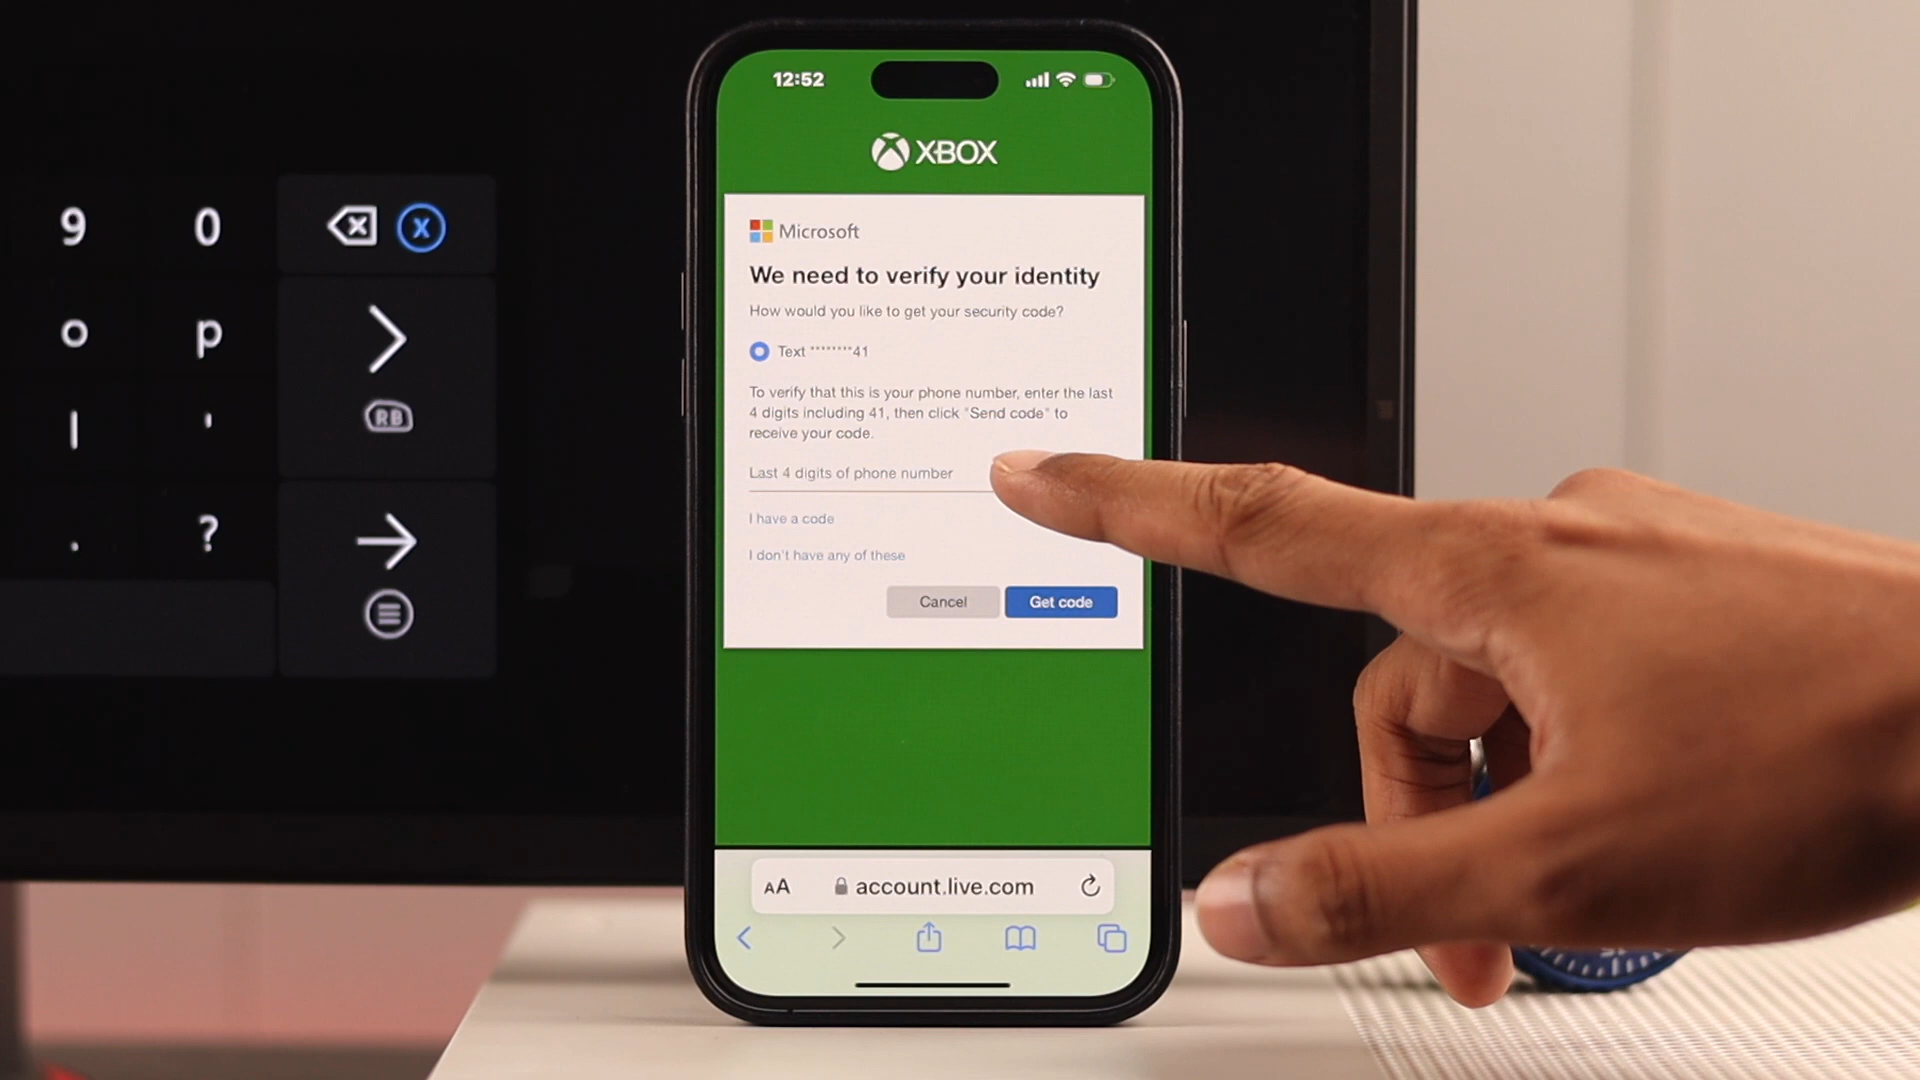 12:52
XBOX
Microsoft
We need to verify your identity
How would you like to get your security code?
Text ********41
To verify that this is your phone number, enter the last
4 digits including 41, then click "Send code" to
receive your code.
Last 4 digits of phone number
I have a code
I don't have any of these
Cancel
Get code
AA
account.live.com
9
0
X
o
p
RB
l
'
.
?